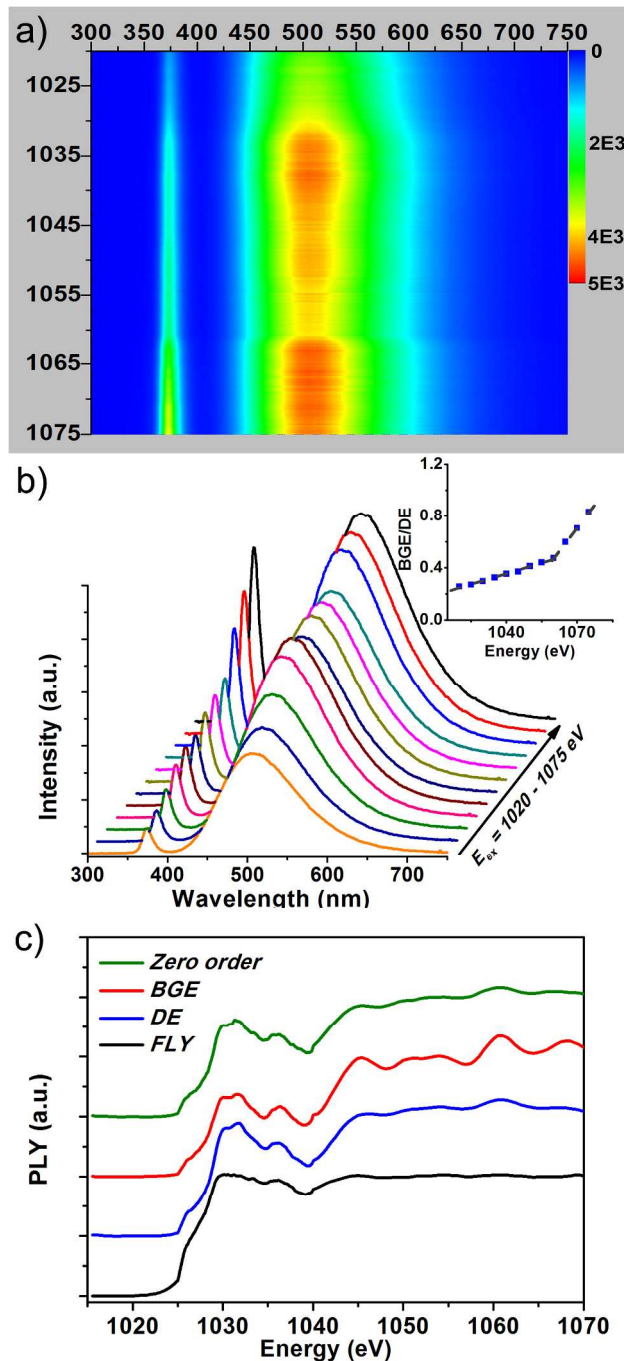 a)
300 350 400 450 500 550 600 650 700 750
1025
1035
1045
1055
1065
1075
0
2E3
4E3
5E3
b)
Intensity (a.u.)
300 400 500 600 700
Wavelength (nm)
E_ex = 1020 - 1075 eV
BGE/DE
1.2
0.8
0.4
0.0
1040 1070
Energy (eV)
c)
Zero order
BGE
DE
FLY
PLY (a.u.)
1020 1030 1040 1050 1060 1070
Energy (eV)